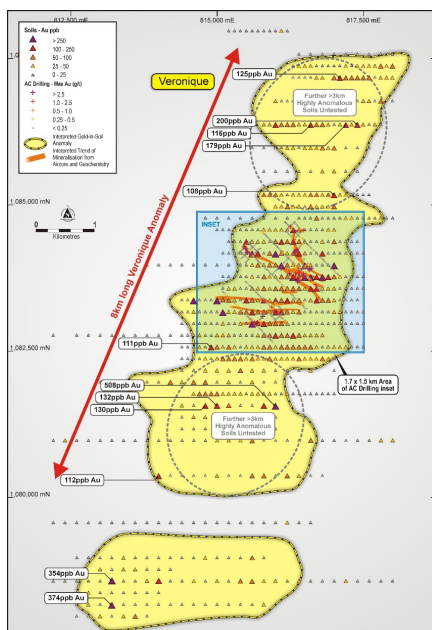 812,500 mE
815,000 mE
817,500 mE
Soils - Au ppb
> 250
100 - 250
50 - 100
25 - 50
0 - 25
AC Drilling - Max Au (g/t)
> 2.5
1.0 - 2.5
0.5 - 1.0
0.25 - 0.5
< 0.25
Interpreted Gold-in-Soil
Anomaly
Interpreted Trend of
Mineralisation from
Aircore and Geochemistry
Veronique
125ppb Au
Further >3km
Highly Anomalous
Soils Untested
200ppb Au
116ppb Au
179ppb Au
108ppb Au
1,085,000 mN
0
1
Kilometres
INSET
8km long Veronique Anomaly
111ppb Au
1,082,500 mN
1.7 x 1.5 km Area
of AC Drilling inset
508ppb Au
132ppb Au
130ppb Au
Further >3km
Highly Anomalous
Soils Untested
112ppb Au
1,080,000 mN
354ppb Au
374ppb Au